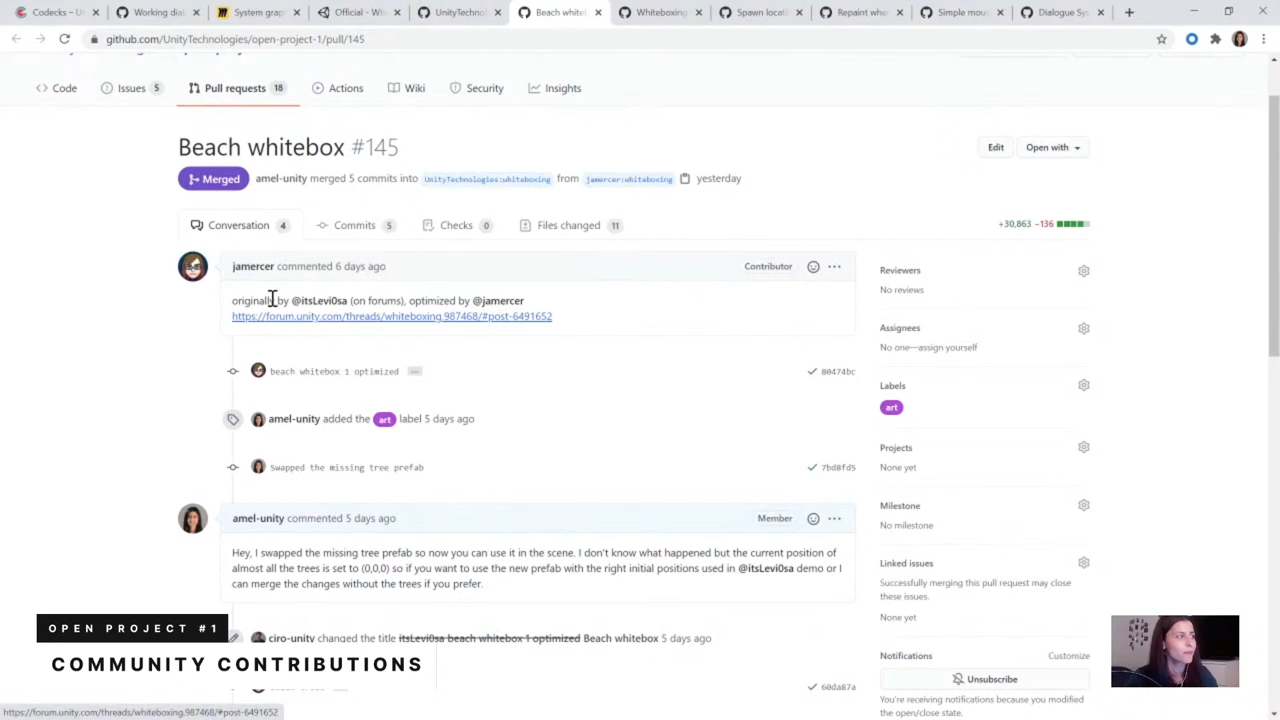 Codecks – U
Working dia
System grap
Official - W
UnityTechnol
Beach whitet
Whiteboxing
Spawn locati
Repaint whe
Simple mou
Dialogue Sy
github.com/UnityTechnologies/open-project-1/pull/145
Code
Issues 5
Pull requests 18
Actions
Wiki
Security
Insights
Beach whitebox #145
Edit
Open with
Merged
amel-unity merged 5 commits into UnityTechnologies:whiteboxing from jamercer:whiteboxing yesterday
Conversation 4
Commits 5
Checks 0
Files changed 11
+30,863 −136
jamercer commented 6 days ago
Contributor
originally by @itsLevi0sa (on forums), optimized by @jamercer
https://forum.unity.com/threads/whiteboxing.987468/#post-6491652
beach whitebox 1 optimized ...
80474bc
amel-unity added the art label 5 days ago
Swapped the missing tree prefab
7bd8fd5
amel-unity commented 5 days ago
Member
Hey, I swapped the missing tree prefab so now you can use it in the scene. I don't know what happened but the current position of
almost all the trees is set to (0,0,0) so if you want to use the new prefab with the right initial positions used in @itsLevi0sa demo or I
can merge the changes without the trees if you prefer.
ciro-unity changed the title itsLevi0sa beach whitebox 1 optimized Beach whitebox 5 days ago
60da87a
Reviewers
No reviews
Assignees
No one—assign yourself
Labels
art
Projects
None yet
Milestone
No milestone
Linked issues
Successfully merging this pull request may close
these issues.
None yet
Notifications
Customize
Unsubscribe
You're receiving notifications because you modified
the open/close state.
OPEN PROJECT #1
COMMUNITY CONTRIBUTIONS
https://forum.unity.com/threads/whiteboxing.987468/#post-6491652